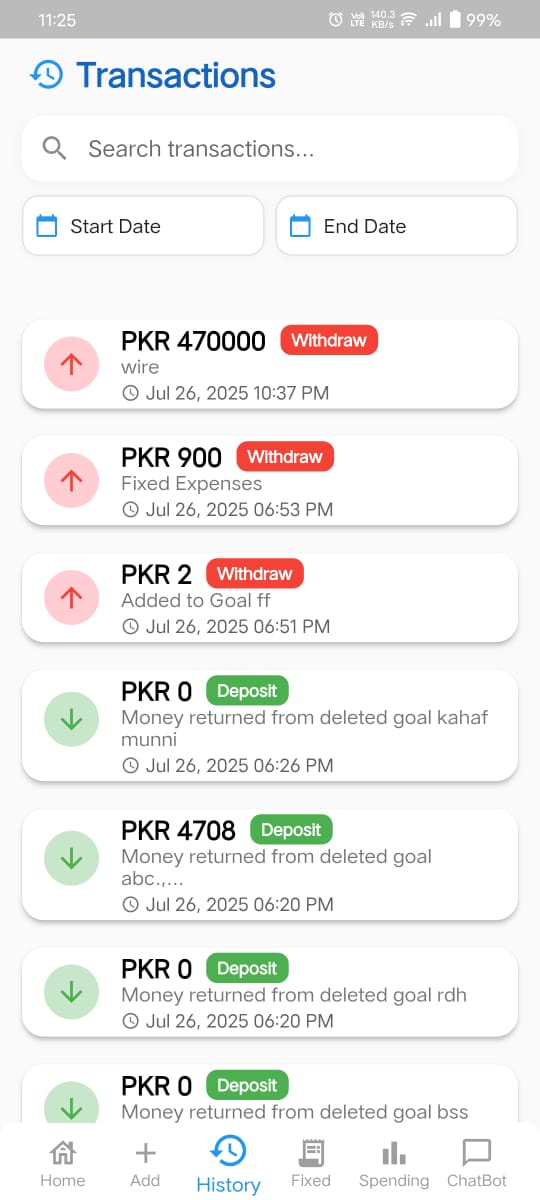 11:25
Vo) LTE 140.3 KB/s 99%
Transactions
Search transactions...
Start Date
End Date
PKR 470000 Withdraw
wire
Jul 26, 2025 10:37 PM
PKR 900 Withdraw
Fixed Expenses
Jul 26, 2025 06:53 PM
PKR 2 Withdraw
Added to Goal ff
Jul 26, 2025 06:51 PM
PKR 0 Deposit
Money returned from deleted goal kahaf
munni
Jul 26, 2025 06:26 PM
PKR 4708 Deposit
Money returned from deleted goal
abc.,...
Jul 26, 2025 06:20 PM
PKR 0 Deposit
Money returned from deleted goal rdh
Jul 26, 2025 06:20 PM
PKR 0 Deposit
Money returned from deleted goal bss
Home
Add
History
Fixed
Spending
ChatBot